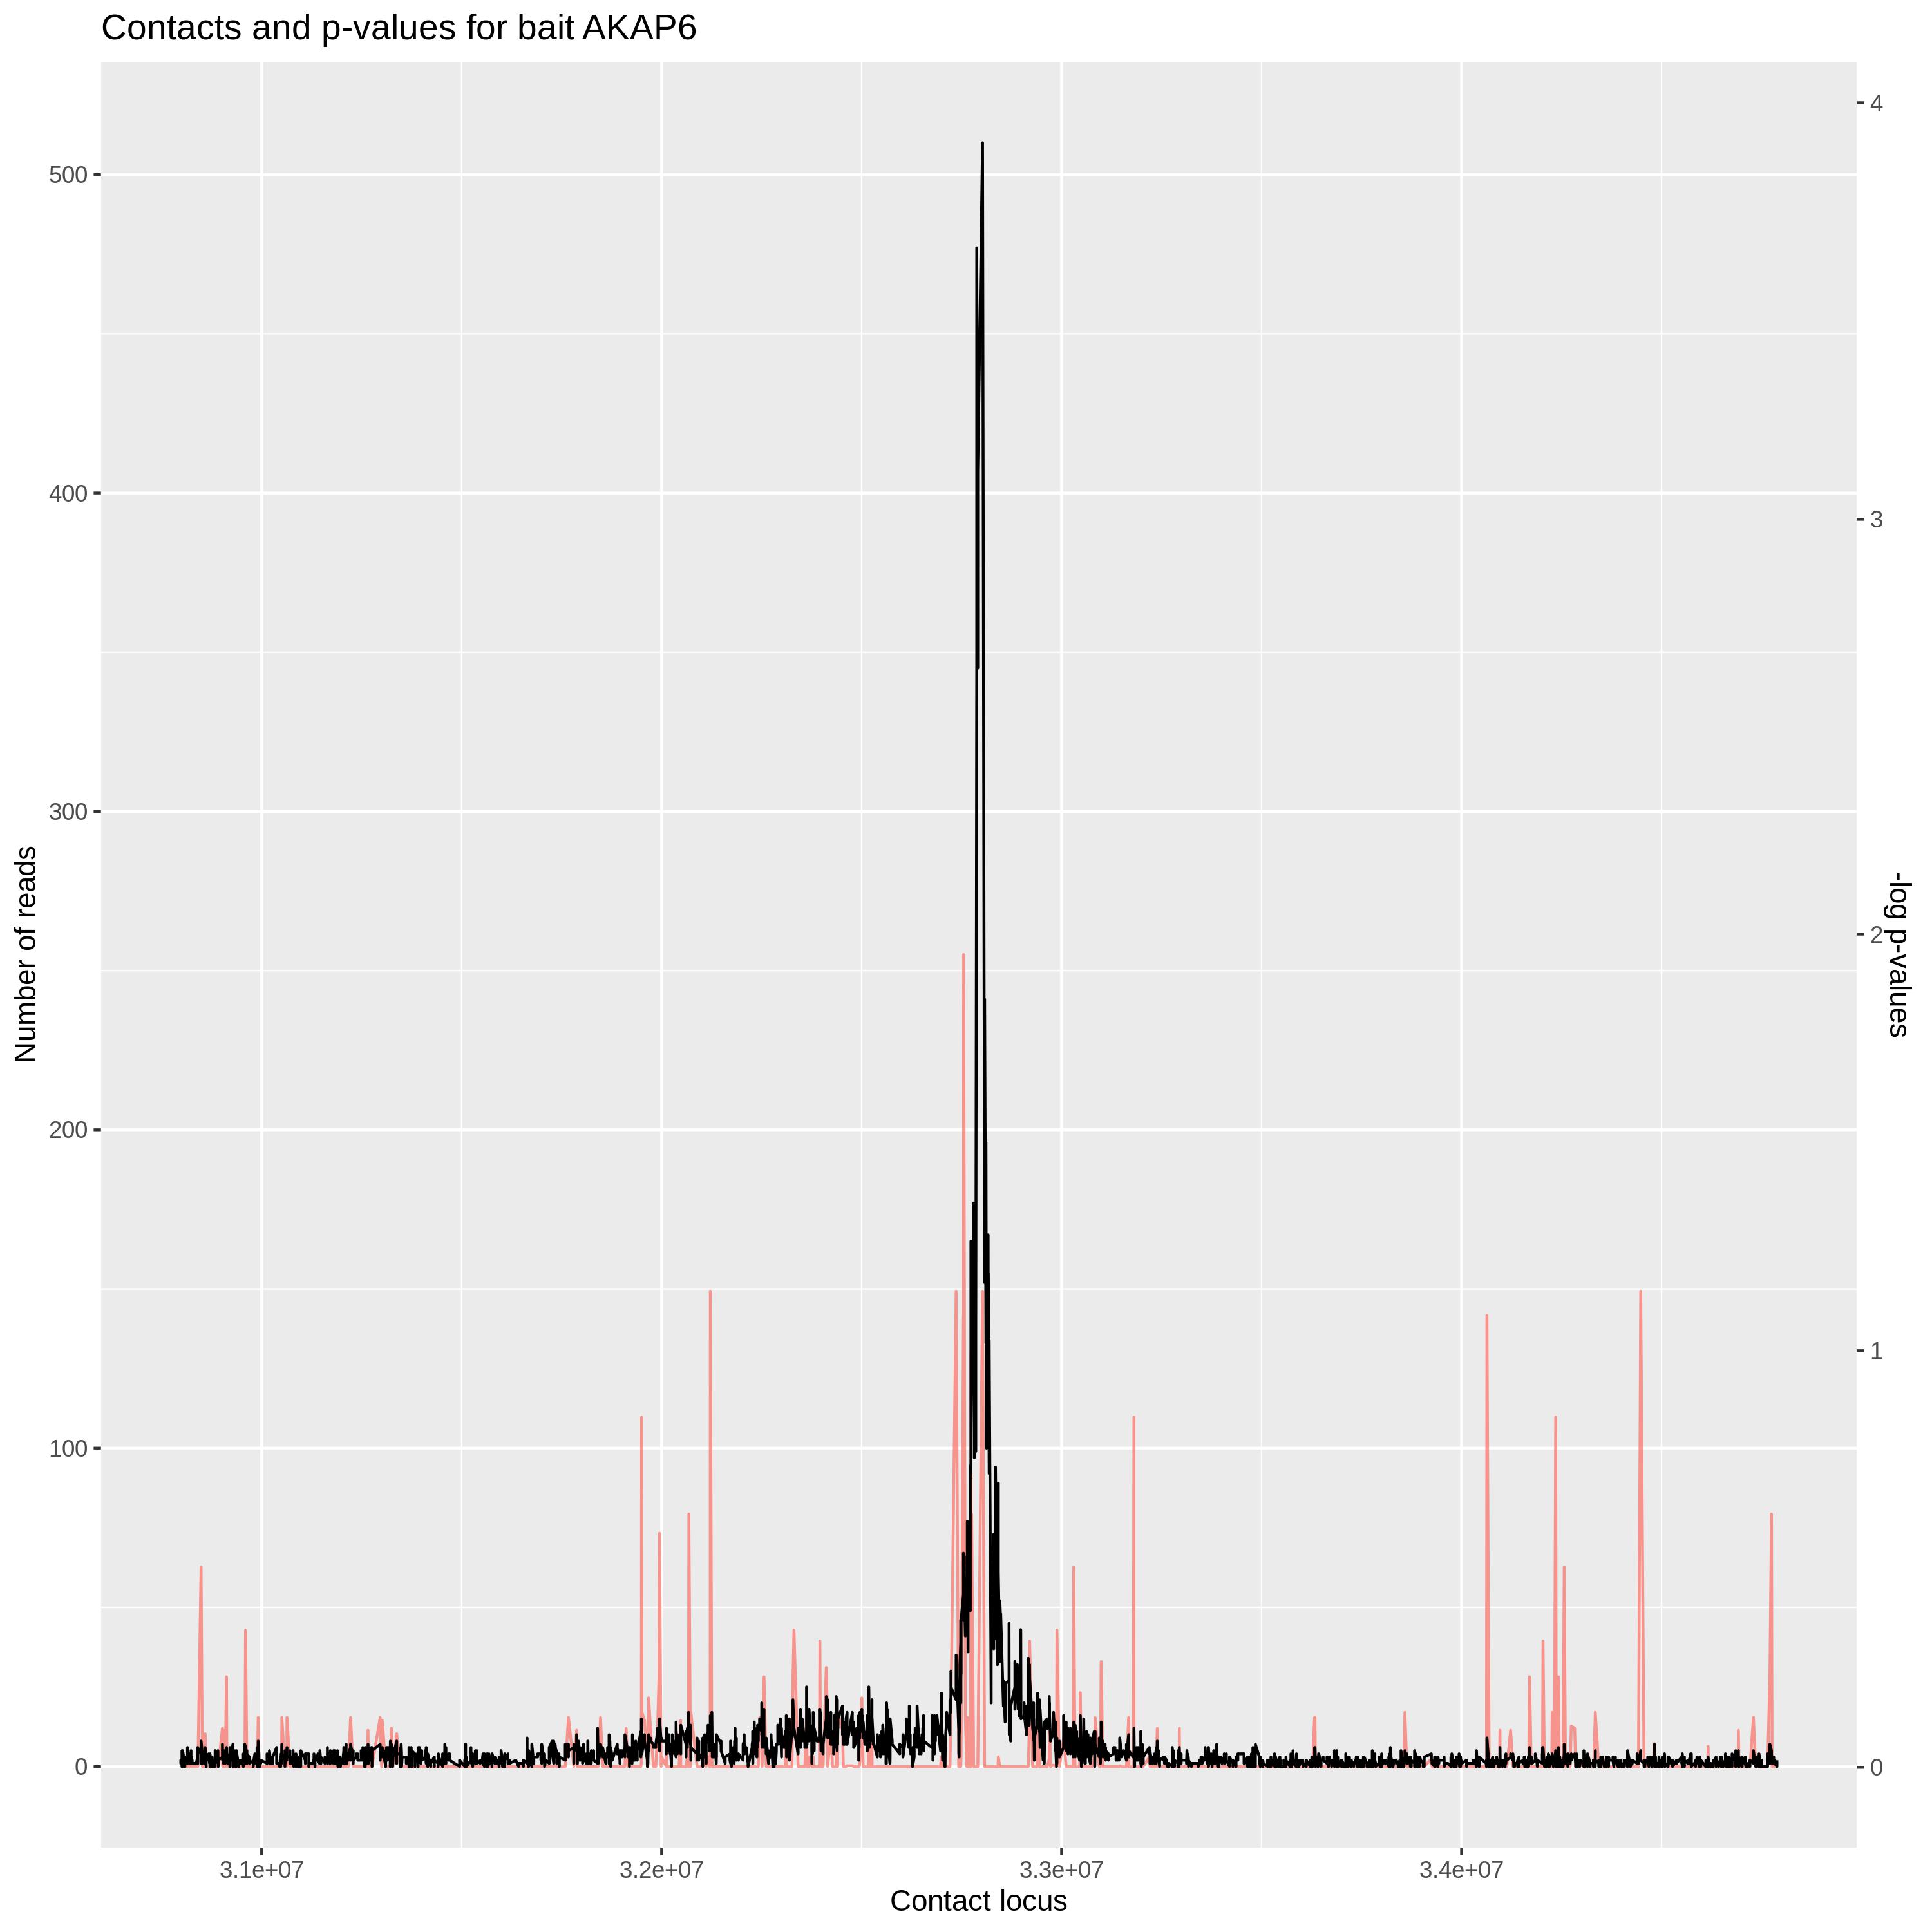 Contacts and p-values for bait AKAP6
500
400
300
200
100
0
Number of reads
4
3
2
1
0
-log p-values
3.1e+07
3.2e+07
3.3e+07
3.4e+07
Contact locus